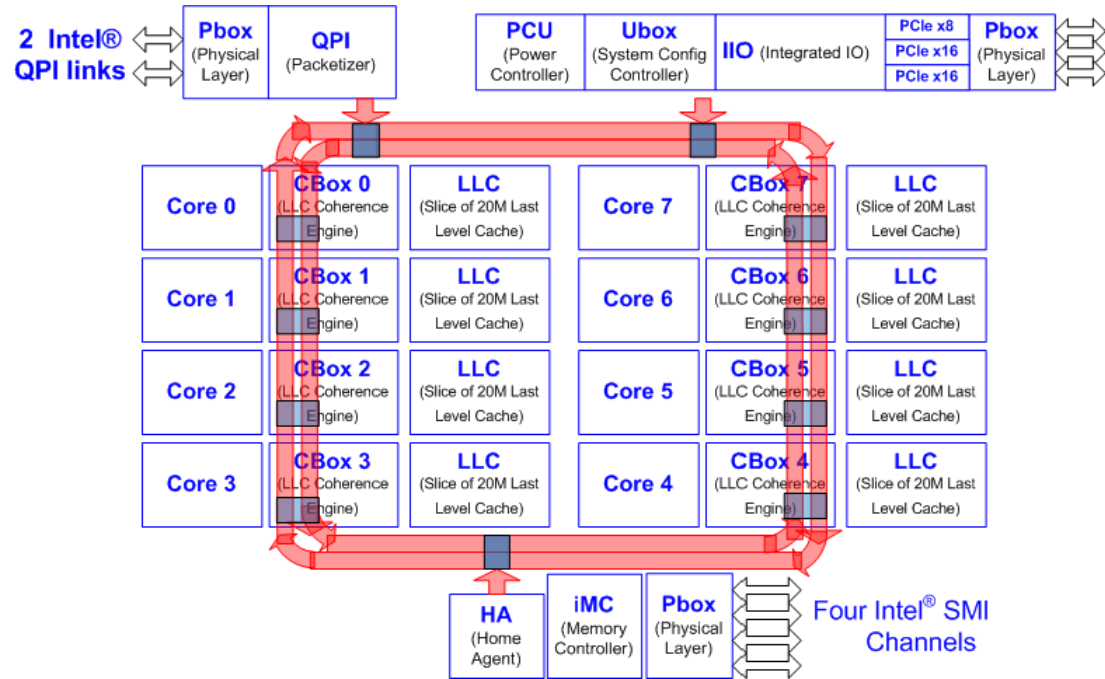 2 Intel®
QPI links
Pbox
(Physical
Layer)
QPI
(Packetizer)
PCU
(Power
Controller)
Ubox
(System Config
Controller)
IIO (Integrated IO)
PCIe x8
PCIe x16
PCIe x16
Pbox
(Physical
Layer)
Core 0
CBox 0
(LLC Coherence
Engine)
LLC
(Slice of 20M Last
Level Cache)
Core 7
CBox 7
(LLC Coherence
Engine)
LLC
(Slice of 20M Last
Level Cache)
Core 1
CBox 1
(LLC Coherence
Engine)
LLC
(Slice of 20M Last
Level Cache)
Core 6
CBox 6
(LLC Coherence
Engine)
LLC
(Slice of 20M Last
Level Cache)
Core 2
CBox 2
(LLC Coherence
Engine)
LLC
(Slice of 20M Last
Level Cache)
Core 5
CBox 5
(LLC Coherence
Engine)
LLC
(Slice of 20M Last
Level Cache)
Core 3
CBox 3
(LLC Coherence
Engine)
LLC
(Slice of 20M Last
Level Cache)
Core 4
CBox 4
(LLC Coherence
Engine)
LLC
(Slice of 20M Last
Level Cache)
HA
(Home
Agent)
iMC
(Memory
Controller)
Pbox
(Physical
Layer)
Four Intel® SMI
Channels